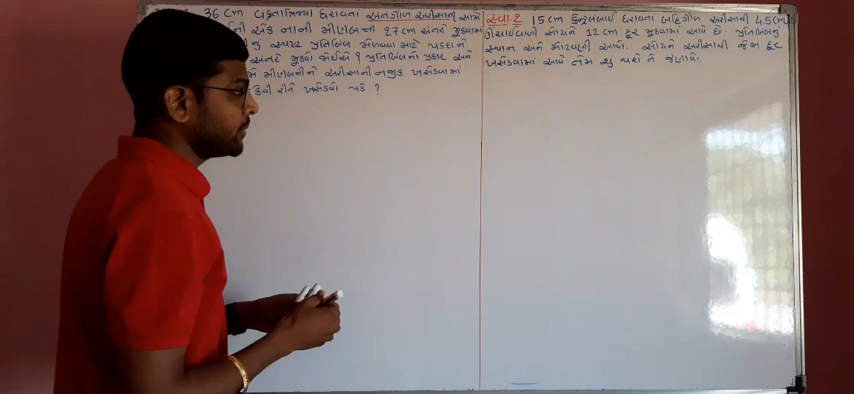 36 cm વક્રતાત્રિજ્યા ધરાવતા અંતર્ગોળ અરીસાની સામે
ની એક નાની મીણબત્તી 27 cm અંતરે મૂકવામાં
નું સ્પષ્ટ પ્રતિબિંબ મેળવવા માટે પડદાને
અંતરે મૂકવો જોઈએ ? પ્રતિબિંબનો પ્રકાર અને
મીણબત્તીને અરીસાની નજીક ખસેડવામાં
કેવી રીતે ખસેડવો પડે ?
સ્વા.2 15 cm કેન્દ્રલંબાઈ ધરાવતા બહિર્ગોળ અરીસાથી 4.5 cm
ઊંચાઈવાળી સોયને 12 cm દૂર મૂકવામાં આવે છે. પ્રતિબિંબનું
સ્થાન અને મોટવણી આપો. સોયને અરીસાથી જેમ દૂર
ખસેડવામાં આવે તેમ શું થશે તે જણાવો.